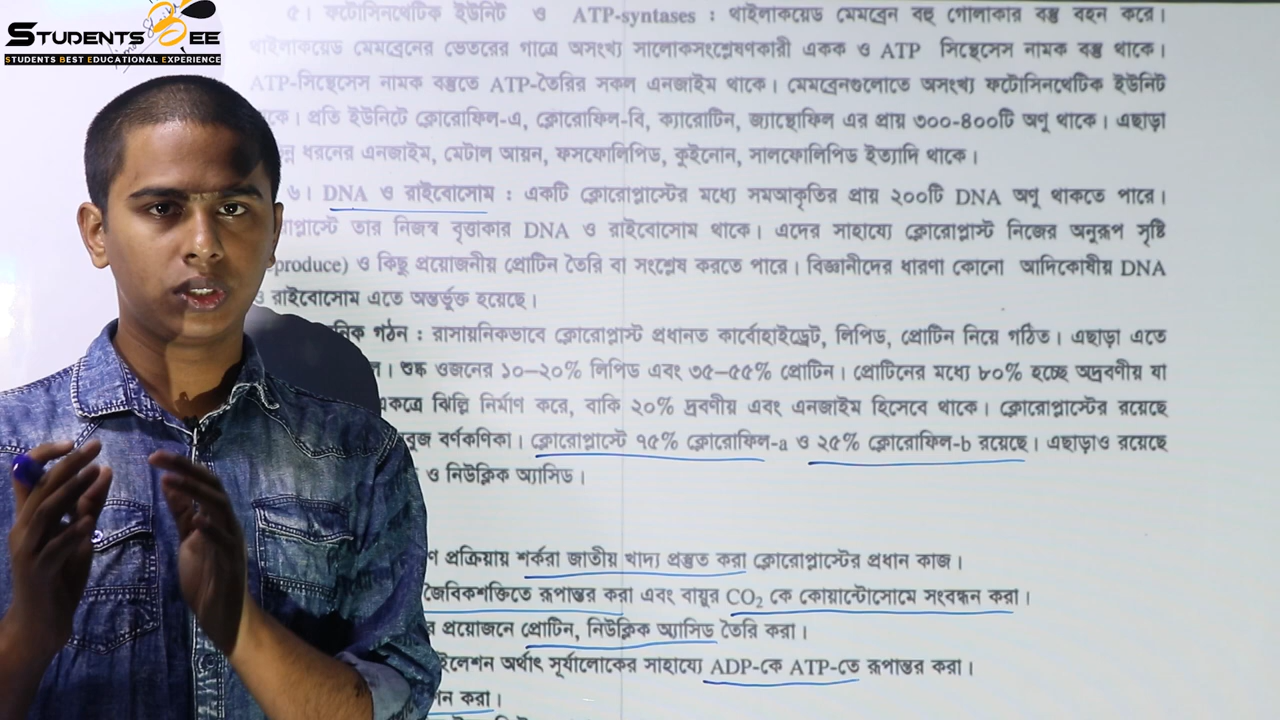 STUDENTS BEE
STUDENTS BEST EDUCATIONAL EXPERIENCE
৫। ফটোসিনথেটিক ইউনিট ও ATP-syntases : থাইলাকয়েড মেমব্রেন বহু গোলাকার বস্তু বহন করে।
থাইলাকয়েড মেমব্রেনের ভেতরের গাত্রে অসংখ্য সালোকসংশ্লেষণকারী একক ও ATP সিন্থেসেস নামক বস্তু থাকে।
ATP-সিন্থেসেস নামক বস্তুতে ATP-তৈরির সকল এনজাইম থাকে। মেমব্রেনগুলোতে অসংখ্য ফটোসিনথেটিক ইউনিট
কে। প্রতি ইউনিটে ক্লোরোফিল-এ, ক্লোরোফিল-বি, ক্যারোটিন, জ্যান্থোফিল এর প্রায় ৩০০-৪০০টি অণু থাকে। এছাড়া
ধরনের এনজাইম, মেটাল আয়ন, ফসফোলিপিড, কুইনোন, সালফোলিপিড ইত্যাদি থাকে।
৬। DNA ও রাইবোসোম : একটি ক্লোরোপ্লাস্টের মধ্যে সমআকৃতির প্রায় ২০০টি DNA অণু থাকতে পারে।
প্লাস্টে তার নিজস্ব বৃত্তাকার DNA ও রাইবোসোম থাকে। এদের সাহায্যে ক্লোরোপ্লাস্ট নিজের অনুরূপ সৃষ্টি
produce) ও কিছু প্রয়োজনীয় প্রোটিন তৈরি বা সংশ্লেষ করতে পারে। বিজ্ঞানীদের ধারণা কোনো আদিকোষীয় DNA
ও রাইবোসোম এতে অন্তর্ভুক্ত হয়েছে।
নিক গঠন : রাসায়নিকভাবে ক্লোরোপ্লাস্ট প্রধানত কার্বোহাইড্রেট, লিপিড, প্রোটিন নিয়ে গঠিত। এছাড়া এতে
। শুষ্ক ওজনের ১০–২০% লিপিড এবং ৩৫–৫৫% প্রোটিন। প্রোটিনের মধ্যে ৮০% হচ্ছে অদ্রবণীয় যা
একত্রে ঝিল্লি নির্মাণ করে, বাকি ২০% দ্রবণীয় এবং এনজাইম হিসেবে থাকে। ক্লোরোপ্লাস্টের রয়েছে
বুজ বর্ণকণিকা। ক্লোরোপ্লাস্টে ৭৫% ক্লোরোফিল-a ও ২৫% ক্লোরোফিল-b রয়েছে। এছাড়াও রয়েছে
ও নিউক্লিক অ্যাসিড।
ণ প্রক্রিয়ায় শর্করা জাতীয় খাদ্য প্রস্তুত করা ক্লোরোপ্লাস্টের প্রধান কাজ।
জৈবিকশক্তিতে রূপান্তর করা এবং বায়ুর CO₂ কে কোয়ান্টোসোমে সংবন্ধন করা।
র প্রয়োজনে প্রোটিন, নিউক্লিক অ্যাসিড তৈরি করা।
ইলেশন অর্থাৎ সূর্যালোকের সাহায্যে ADP-কে ATP-তে রূপান্তর করা।
ন করা।